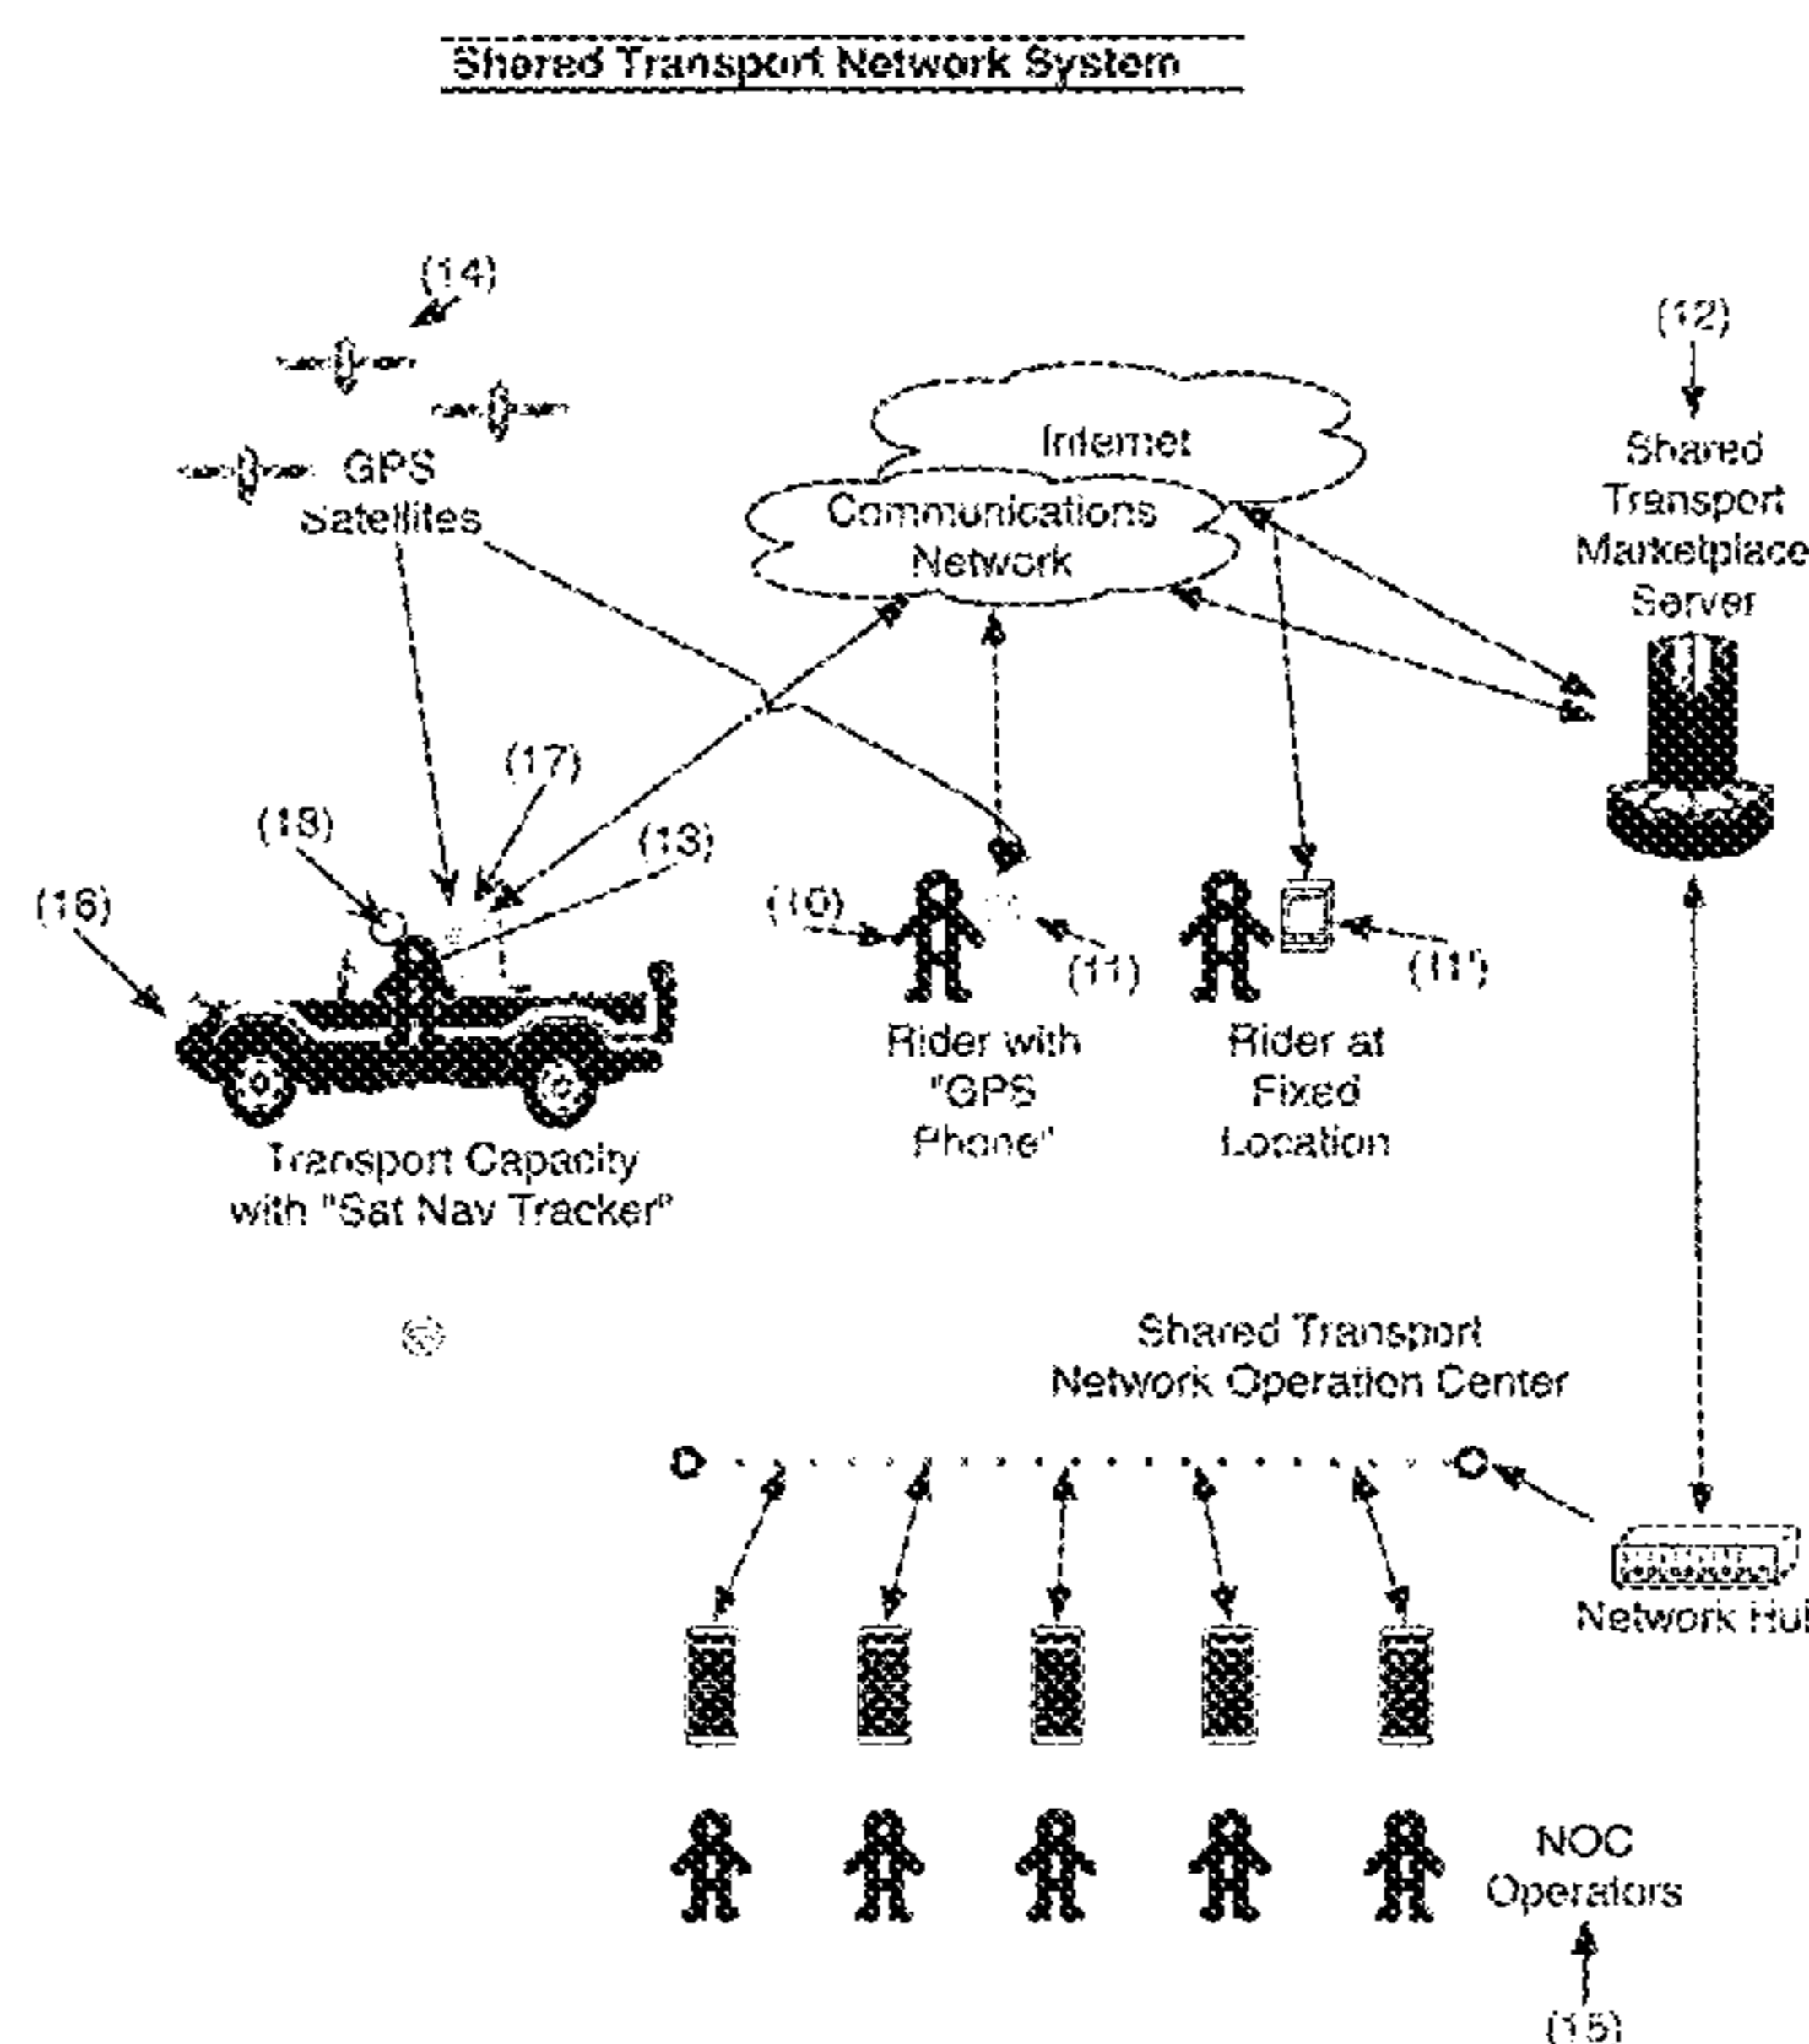 Shared Transport Network System
(14)
(12)
Internet
Communications
Network
GPS
Satellites
Shared
Transport
Marketplace
Server
(17)
(18)
(13)
(16)
(10)
(11)
(11')
Rider with
"GPS
Phone"
Rider at
Fixed
Location
Transport Capacity
with "Sat Nav Tracker"
Shared Transport
Network Operation Center
Network Hu
NOC
Operators
(15)